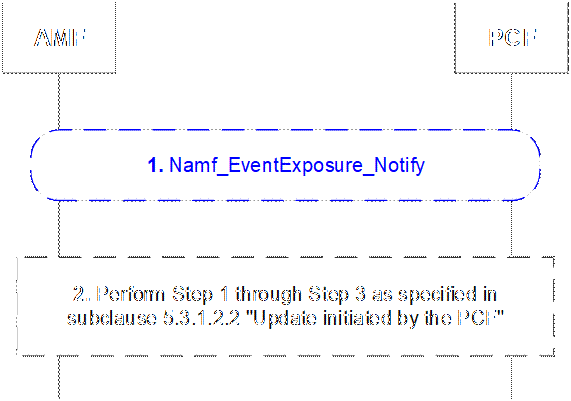 AMF
PCF
1. Namf_EventExposure_Notify
2. Perform Step 1 through Step 3 as specified in
subclause 5.3.1.2.2 "Update initiated by the PCF"